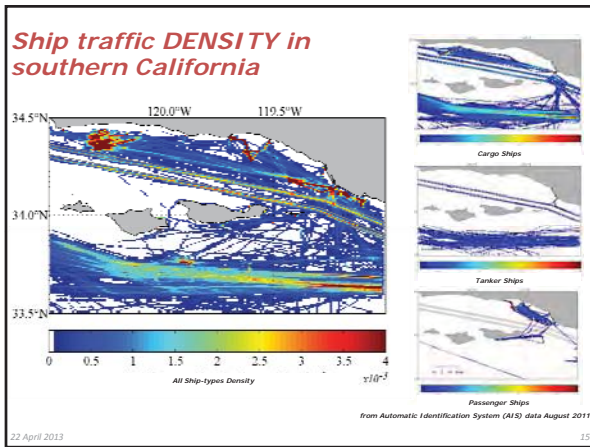 Ship traffic DENSITY in
southern California
120.0°W 119.5°W
34.5°N
34.0°N
33.5°N
0 0.5 1 1.5 2 2.5 3 3.5 4
x10⁻⁵
All Ship-types Density
Cargo Ships
Tanker Ships
Passenger Ships
from Automatic Identification System (AIS) data August 2011
22 April 2013
15